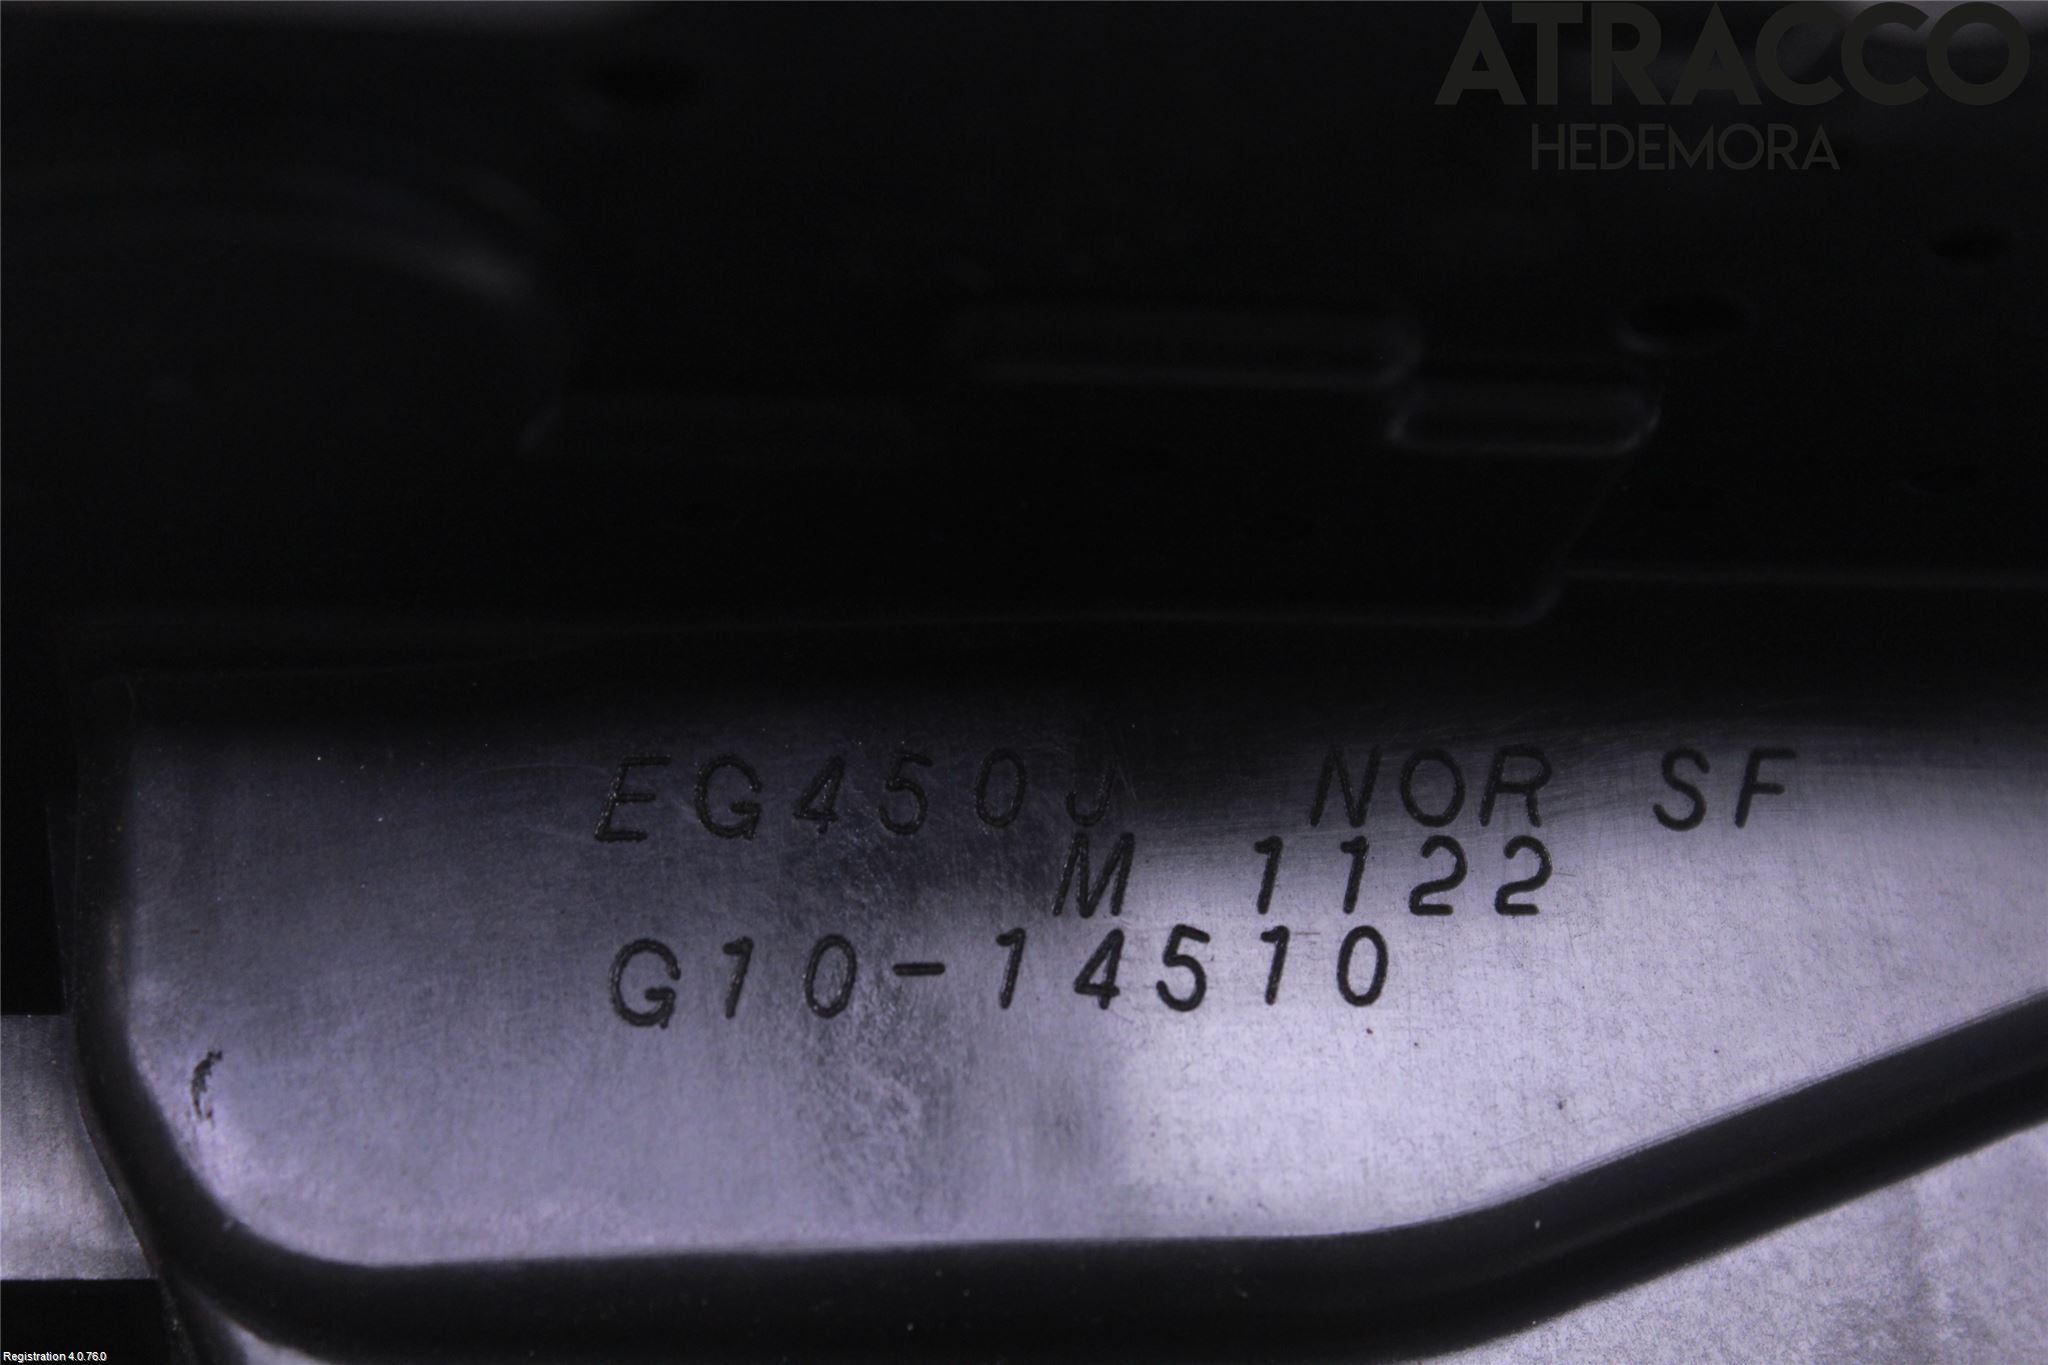 ATRACCO
HEDEMORA
EG450J NOR SF
M 1122
G10-14510
Registration 4.0.76.0